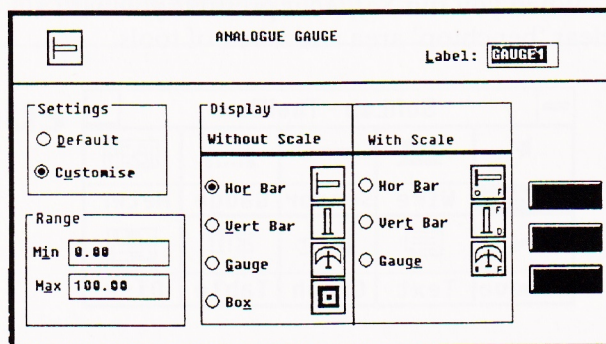 ANALOGUE GAUGE
Label: GAUGE1
Settings
Default
Customise
Range
Min 0.00
Max 100.00
Display
Without Scale
With Scale
Hor Bar
Hor Bar
Vert Bar
Vert Bar
Gauge
Gauge
Box